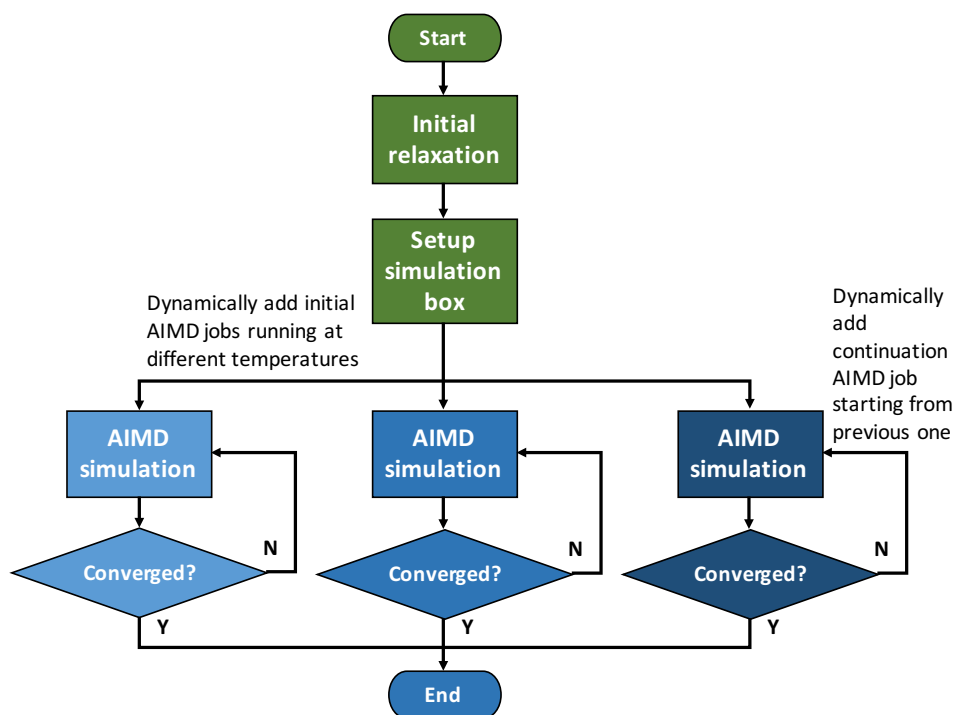 Start
Initial
relaxation
Setup
simulation
box
Dynamically add initial
AIMD jobs running at
different temperatures
Dynamically
add
continuation
AIMD job
starting from
previous one
AIMD
simulation
AIMD
simulation
AIMD
simulation
Converged?
N
Converged?
N
Converged?
N
Y
Y
Y
End